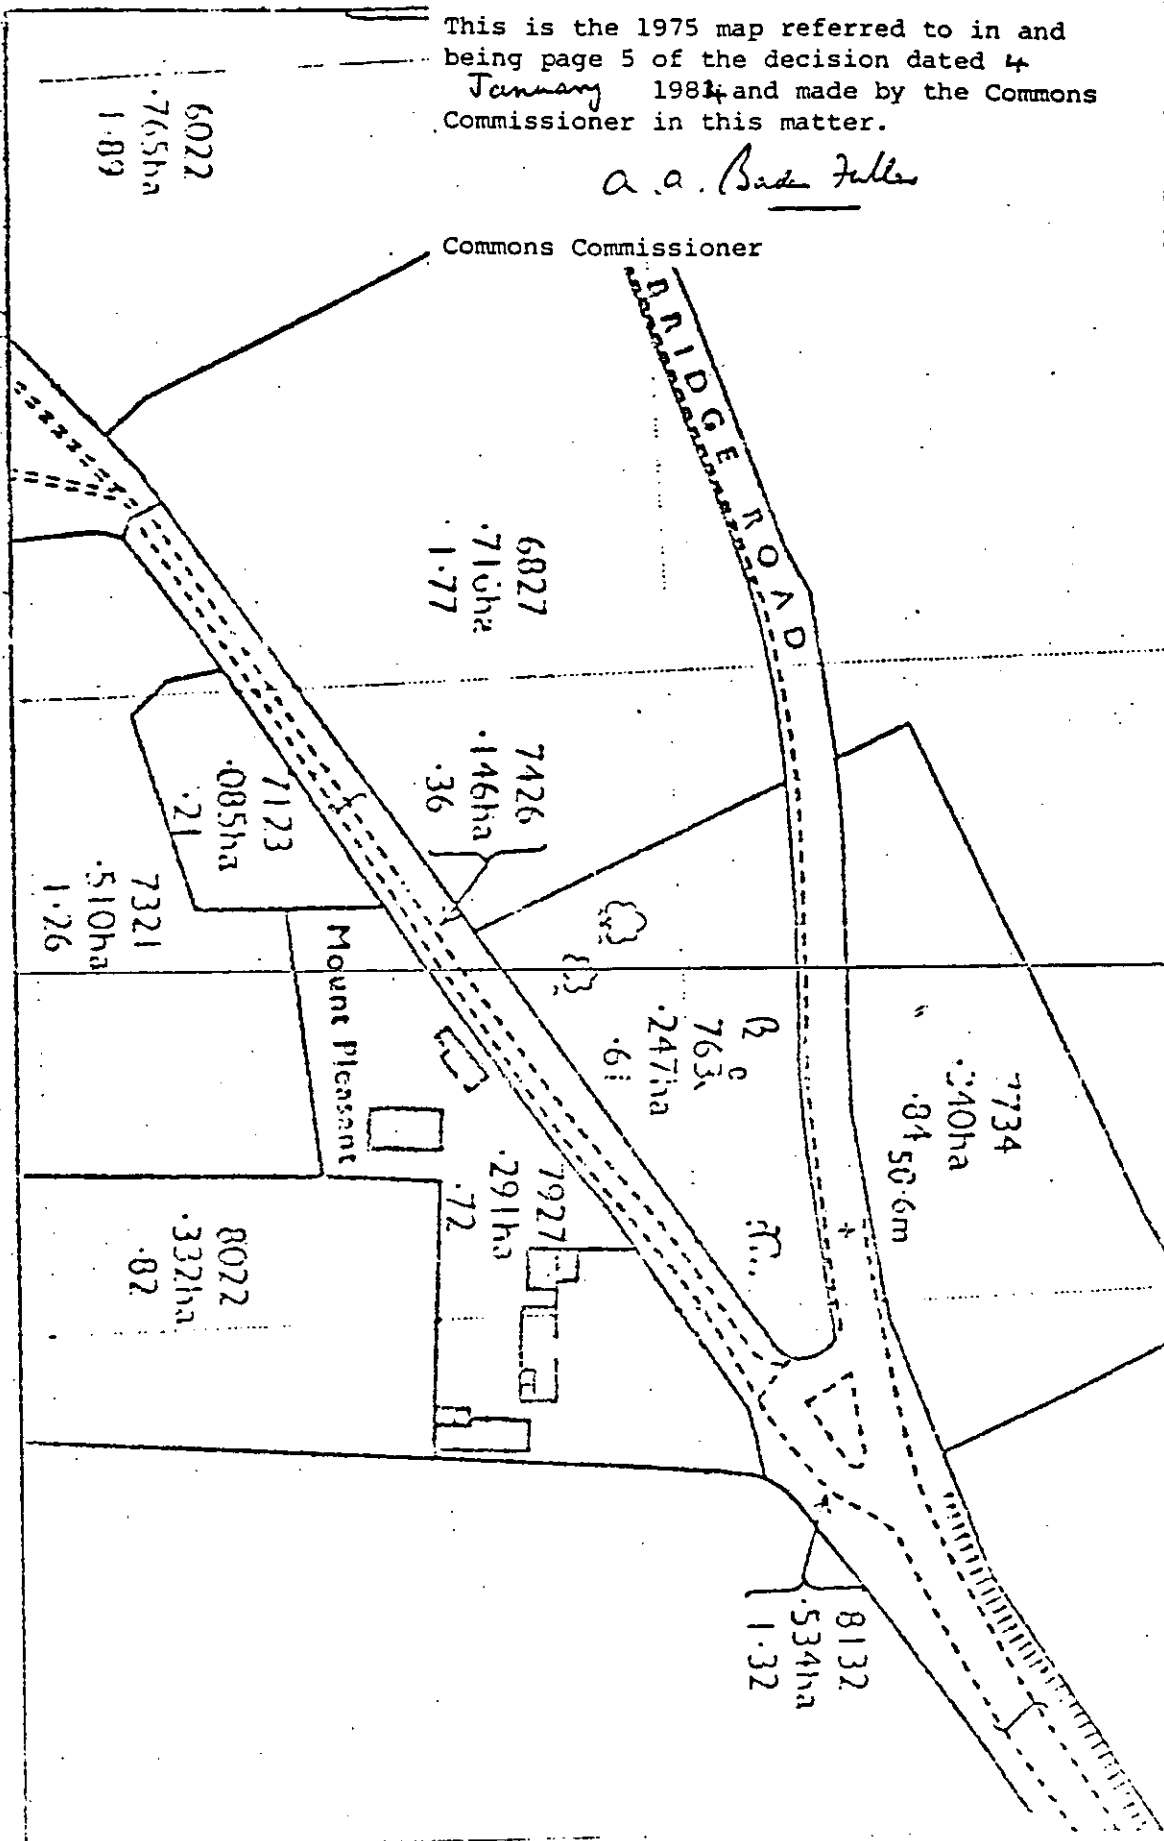 This is the 1975 map referred to in and
being page 5 of the decision dated 4
January 1984 and made by the Commons
Commissioner in this matter.
a. a. Baden Fuller
Commons Commissioner
6022
·765ha
1·89
BRIDGE ROAD
6827
·716ha
1·77
7426
·146ha
·36
7123
·085ha
·21
7321
·510ha
1·26
Mount Pleasant
·247ha
·61
7734
·340ha
·84
50·6m
7927
·291ha
·72
8022
·332ha
·82
8132
·534ha
1·32